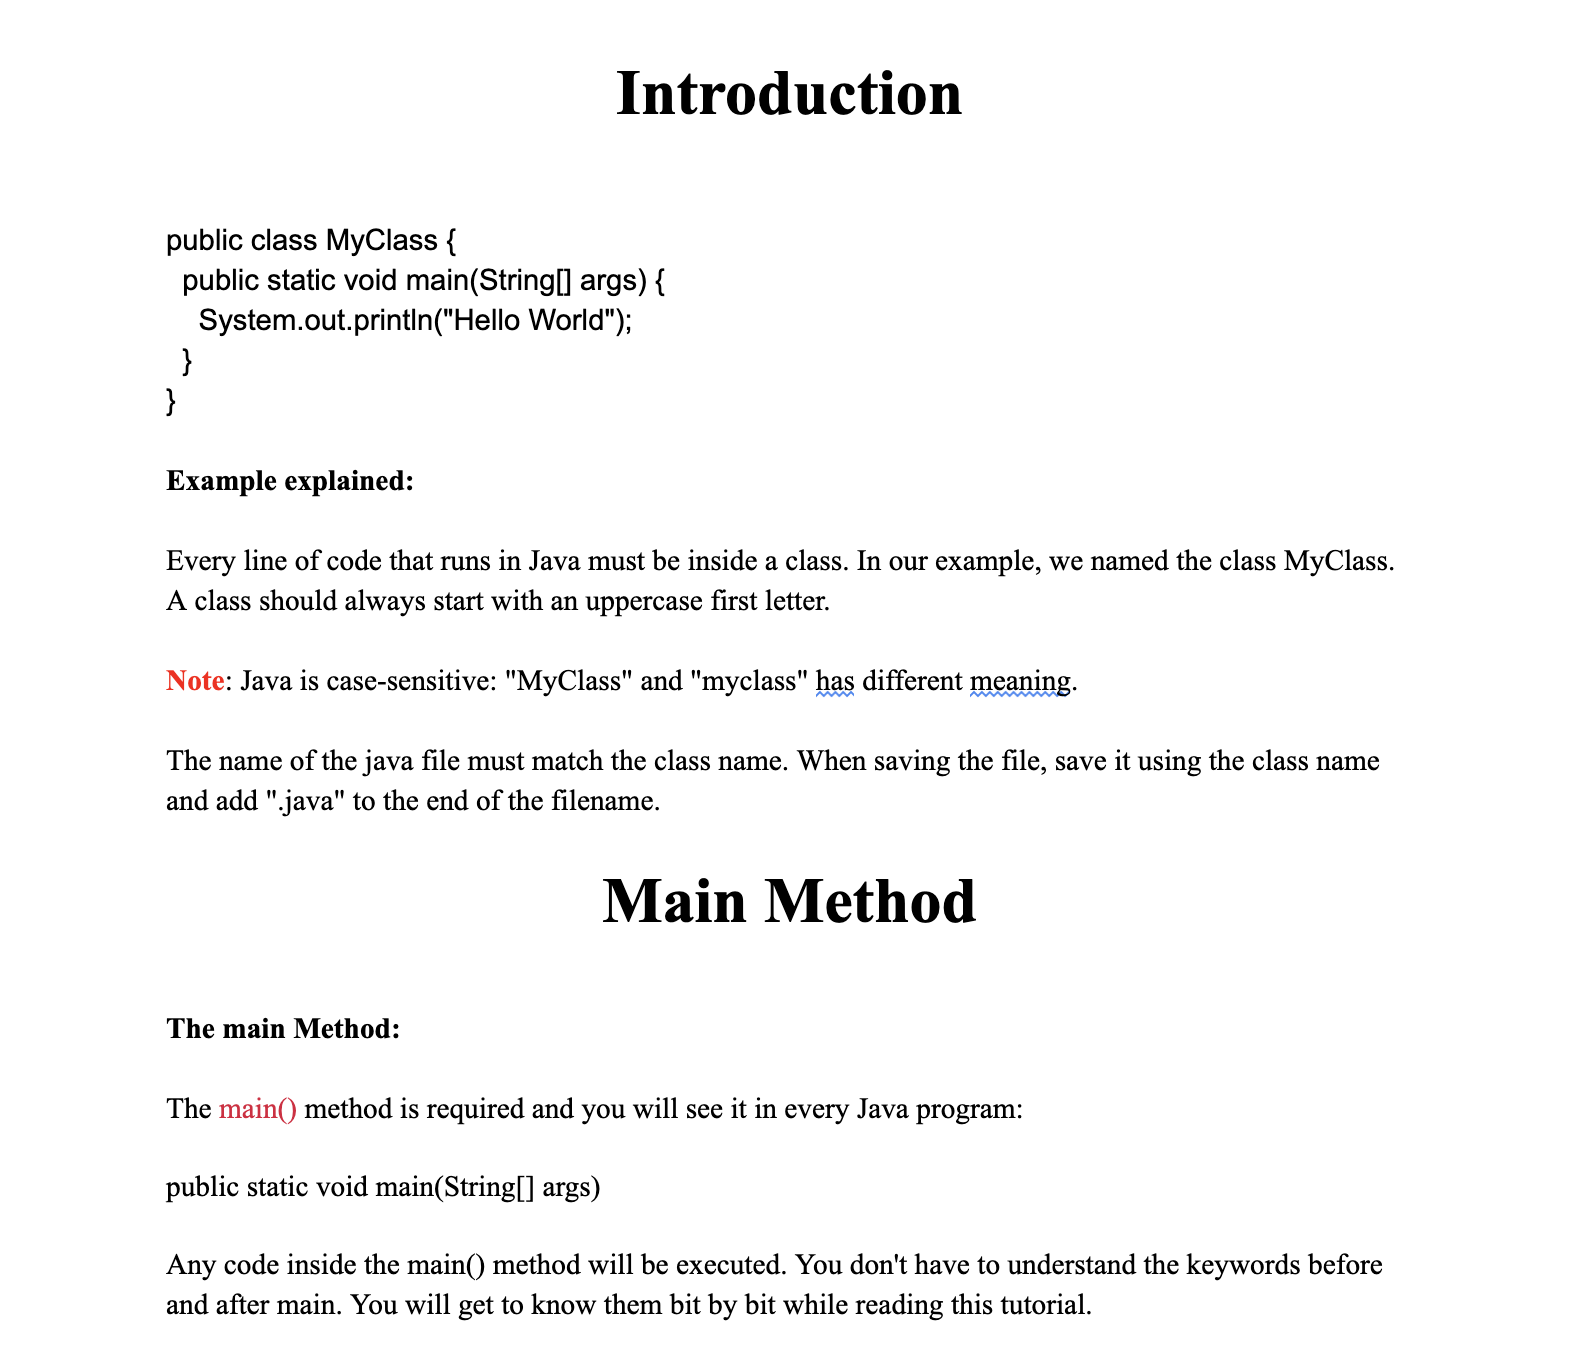 Introduction
public class MyClass {
public static void main(String[] args) {
System.out.println("Hello World");
}
}
Example explained:
Every line of code that runs in Java must be inside a class. In our example, we named the class MyClass.
A class should always start with an uppercase first letter.
Note: Java is case-sensitive: "MyClass" and "myclass" has different meaning.
The name of the java file must match the class name. When saving the file, save it using the class name
and add ".java" to the end of the filename.
Main Method
The main Method:
The main() method is required and you will see it in every Java program:
public static void main(String[] args)
Any code inside the main() method will be executed. You don't have to understand the keywords before
and after main. You will get to know them bit by bit while reading this tutorial.